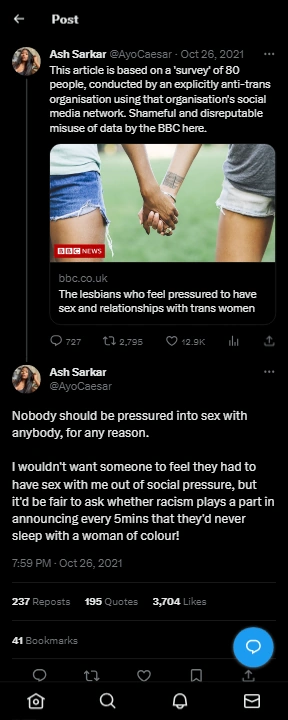 Post
Ash Sarkar @AyoCaesar · Oct 26, 2021
This article is based on a 'survey' of 80
people, conducted by an explicitly anti-trans
organisation using that organisation's social
media network. Shameful and disreputable
misuse of data by the BBC here.
BBC NEWS
bbc.co.uk
The lesbians who feel pressured to have
sex and relationships with trans women
727 2,795 12.9K
Ash Sarkar
@AyoCaesar
Nobody should be pressured into sex with
anybody, for any reason.
I wouldn't want someone to feel they had to
have sex with me out of social pressure, but
it'd be fair to ask whether racism plays a part in
announcing every 5mins that they'd never
sleep with a woman of colour!
7:59 PM · Oct 26, 2021
237 Reposts 195 Quotes 3,704 Likes
41 Bookmarks